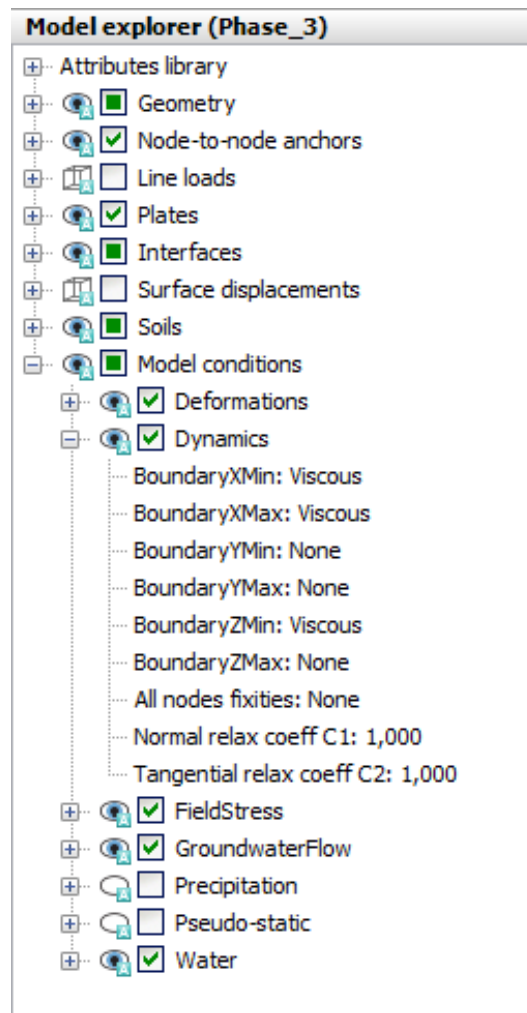 Model explorer (Phase_3)
Attributes library
Geometry
Node-to-node anchors
Line loads
Plates
Interfaces
Surface displacements
Soils
Model conditions
Deformations
Dynamics
BoundaryXMin: Viscous
BoundaryXMax: Viscous
BoundaryYMin: None
BoundaryYMax: None
BoundaryZMin: Viscous
BoundaryZMax: None
All nodes fixities: None
Normal relax coeff C1: 1,000
Tangential relax coeff C2: 1,000
FieldStress
GroundwaterFlow
Precipitation
Pseudo-static
Water